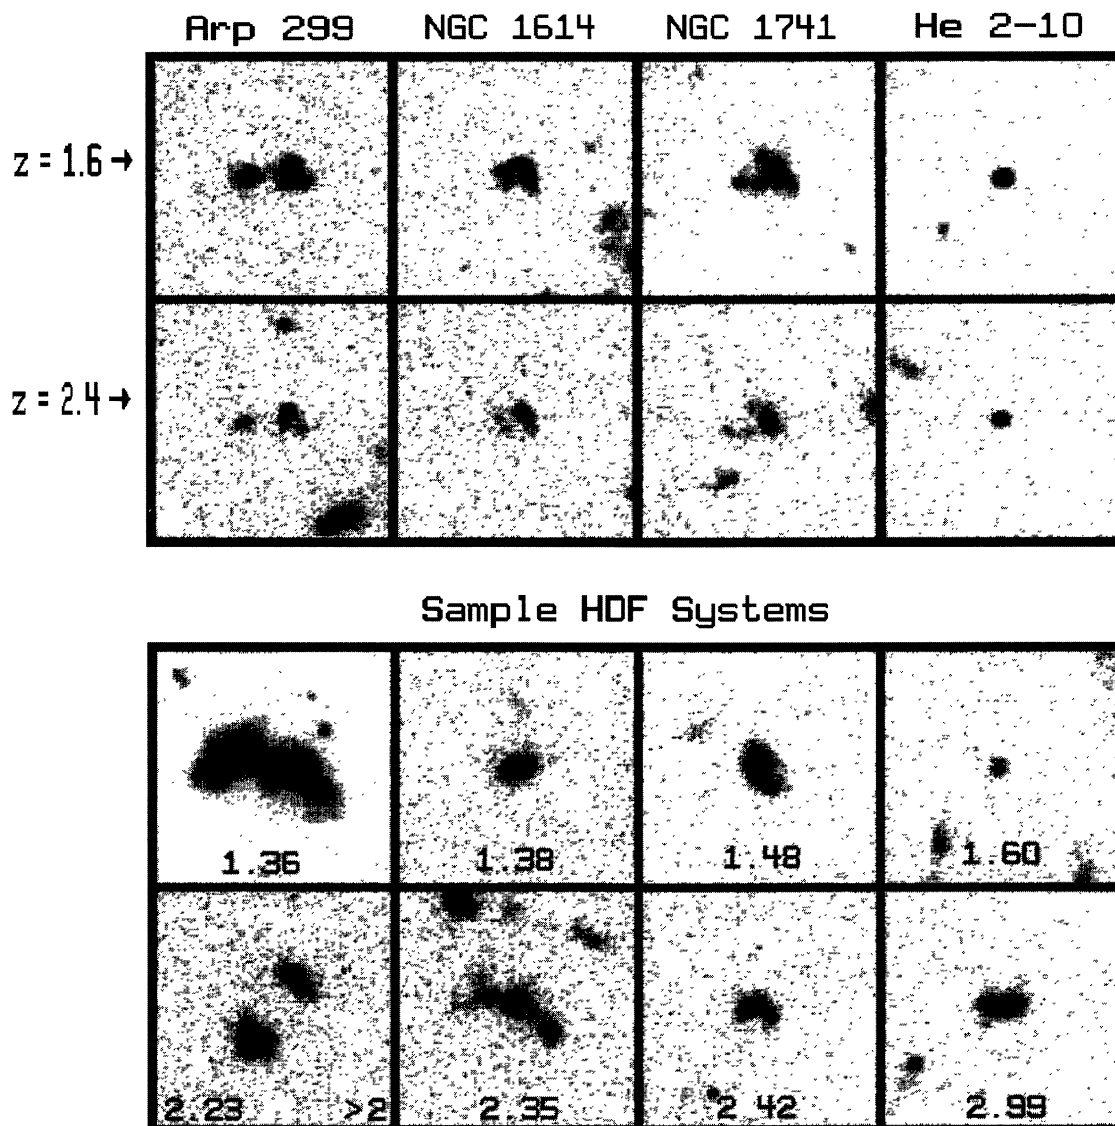 Arp 299 NGC 1614 NGC 1741 He 2-10
z = 1.6 →
z = 2.4 →
Sample HDF Systems
1.36 1.38 1.48 1.60
2.23 >2 2.35 2.42 2.99